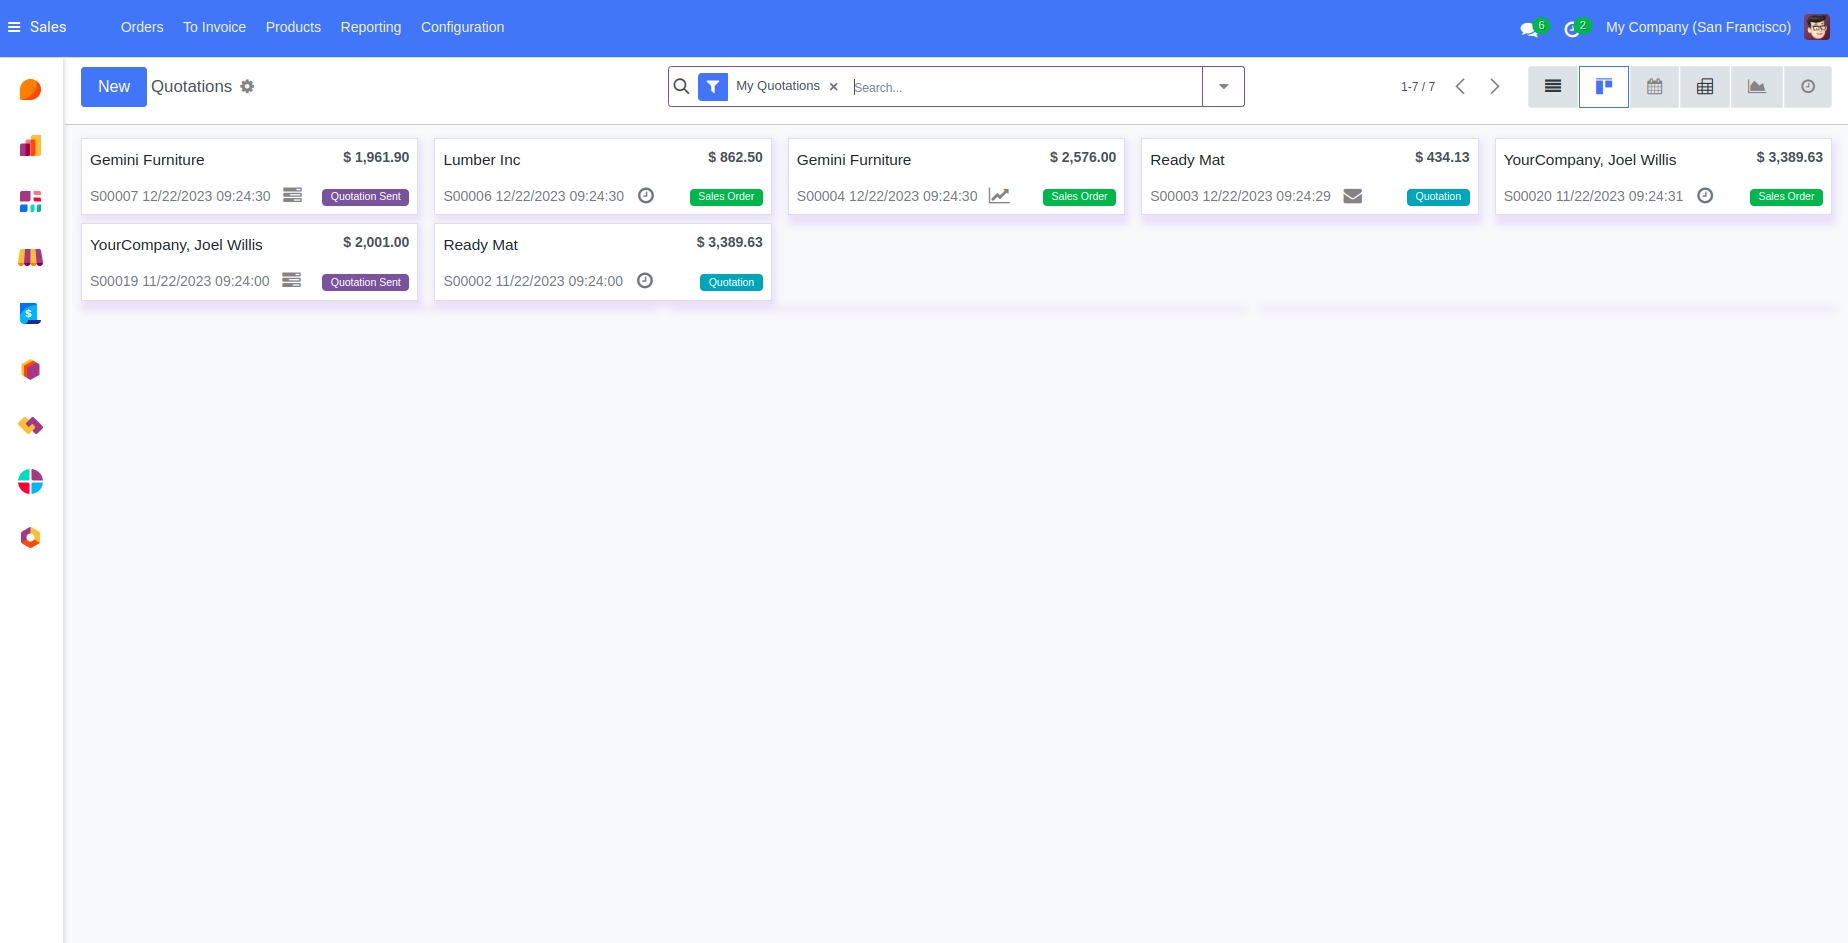 Sales Orders To Invoice Products Reporting Configuration 6 2 My Company (San Francisco)
New Quotations My Quotations × Search... 1-7 / 7
Gemini Furniture $ 1,961.90
S00007 12/22/2023 09:24:30 Quotation Sent
Lumber Inc $ 862.50
S00006 12/22/2023 09:24:30 Sales Order
Gemini Furniture $ 2,576.00
S00004 12/22/2023 09:24:30 Sales Order
Ready Mat $ 434.13
S00003 12/22/2023 09:24:29 Quotation
YourCompany, Joel Willis $ 3,389.63
S00020 11/22/2023 09:24:31 Sales Order
YourCompany, Joel Willis $ 2,001.00
S00019 11/22/2023 09:24:00 Quotation Sent
Ready Mat $ 3,389.63
S00002 11/22/2023 09:24:00 Quotation
$